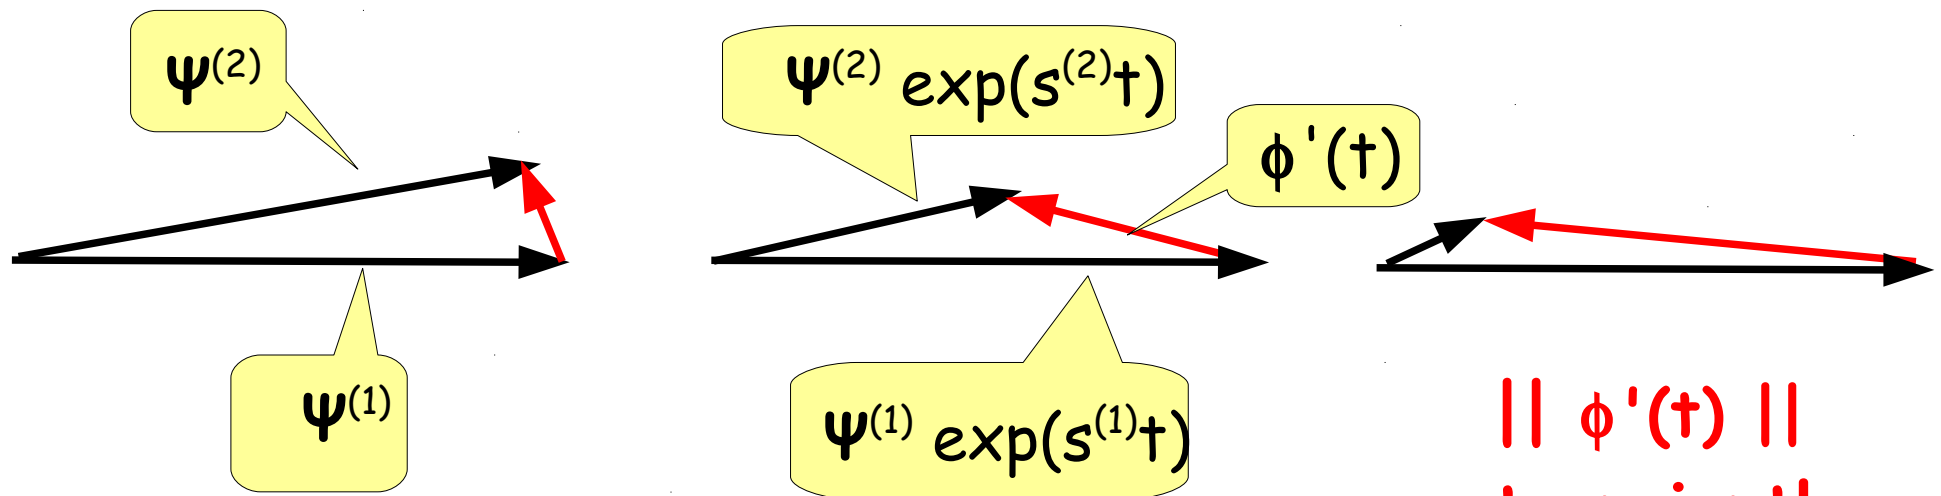 Ψ⁽²⁾
Ψ⁽²⁾ exp(s⁽²⁾t)
ϕ'(t)
Ψ⁽¹⁾
Ψ⁽¹⁾ exp(s⁽¹⁾t)
|| ϕ'(t) ||